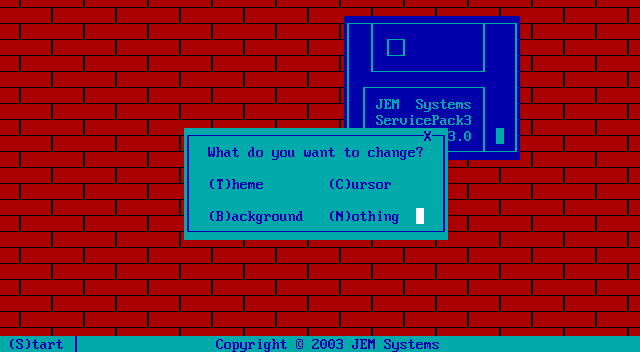 JEM Systems
ServicePack3
3.0
X
What do you want to change?
(T)heme (C)ursor
(B)ackground (N)othing
(S)tart
Copyright © 2003 JEM Systems